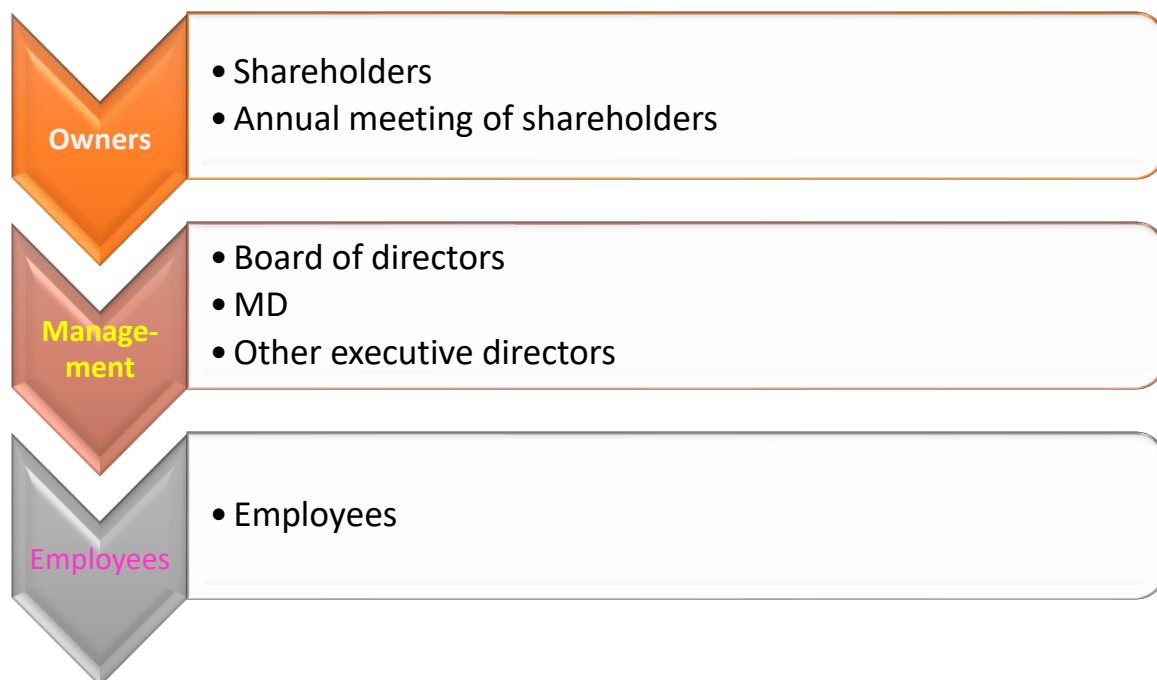 Owners
• Shareholders
• Annual meeting of shareholders
Manage-
ment
• Board of directors
• MD
• Other executive directors
Employees
• Employees